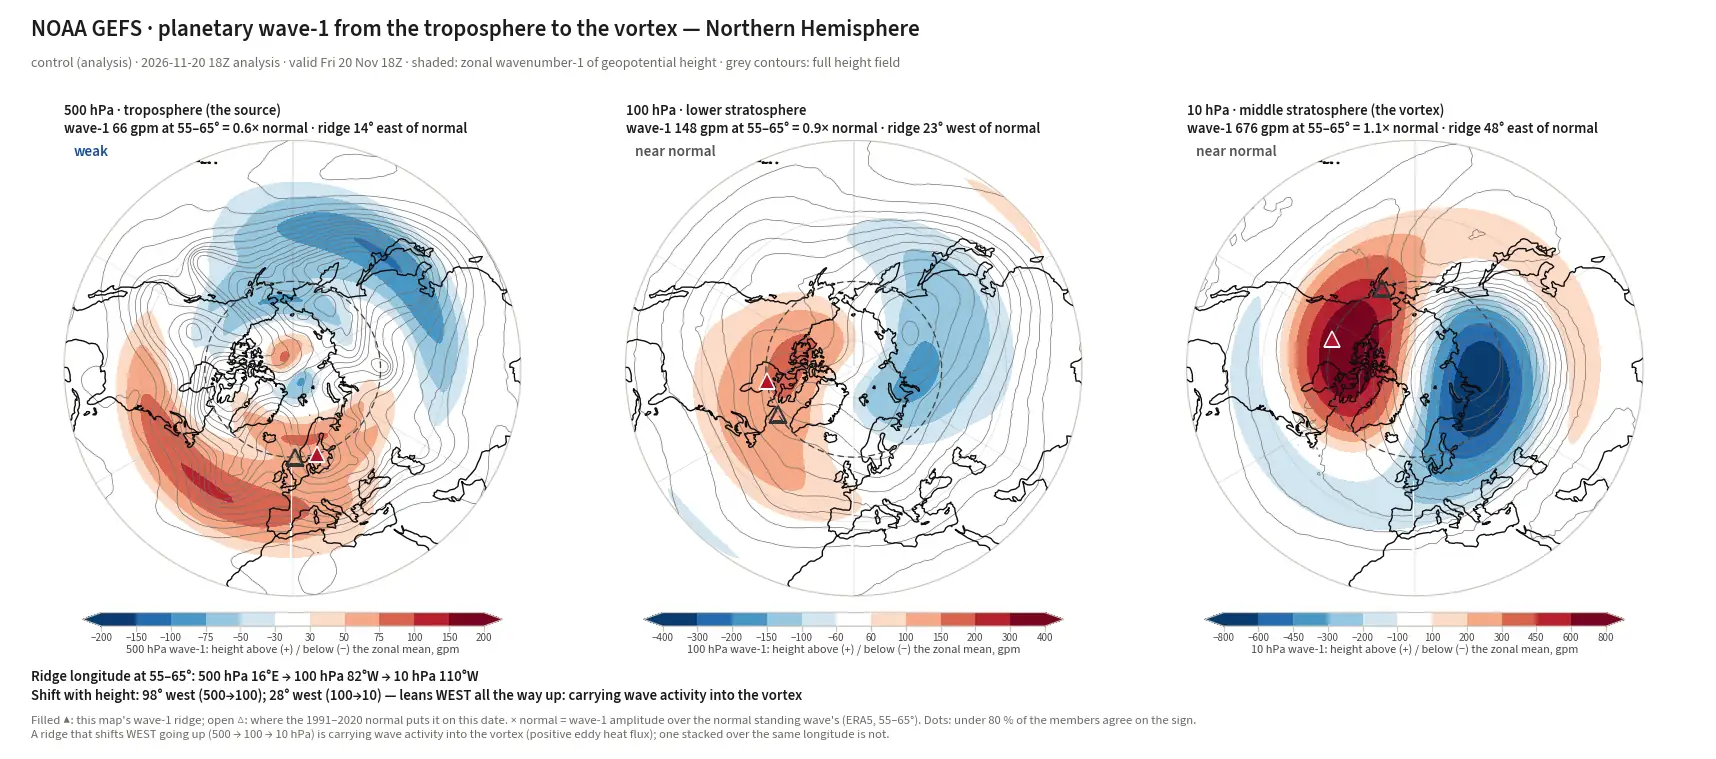 NOAA GEFS · planetary wave-1 from the troposphere to the vortex — Northern Hemisphere
control (analysis) · 2026-11-20 18Z analysis · valid Fri 20 Nov 18Z · shaded: zonal wavenumber-1 of geopotential height · grey contours: full height field
500 hPa · troposphere (the source)
wave-1 66 gpm at 55–65° = 0.6× normal · ridge 14° east of normal
weak
100 hPa · lower stratosphere
wave-1 148 gpm at 55–65° = 0.9× normal · ridge 23° west of normal
near normal
10 hPa · middle stratosphere (the vortex)
wave-1 676 gpm at 55–65° = 1.1× normal · ridge 48° east of normal
near normal
−200 −150 −100 −75 −50 −30 30 50 75 100 150 200
500 hPa wave-1: height above (+) / below (−) the zonal mean, gpm
−400 −300 −200 −150 −100 −60 60 100 150 200 300 400
100 hPa wave-1: height above (+) / below (−) the zonal mean, gpm
−800 −600 −450 −300 −200 −100 100 200 300 450 600 800
10 hPa wave-1: height above (+) / below (−) the zonal mean, gpm
Ridge longitude at 55–65°: 500 hPa 16°E → 100 hPa 82°W → 10 hPa 110°W
Shift with height: 98° west (500→100); 28° west (100→10) — leans WEST all the way up: carrying wave activity into the vortex
Filled ▲: this map's wave-1 ridge; open △: where the 1991–2020 normal puts it on this date. × normal = wave-1 amplitude over the normal standing wave's (ERA5, 55–65°). Dots: under 80 % of the members agree on the sign.
A ridge that shifts WEST going up (500 → 100 → 10 hPa) is carrying wave activity into the vortex (positive eddy heat flux); one stacked over the same longitude is not.